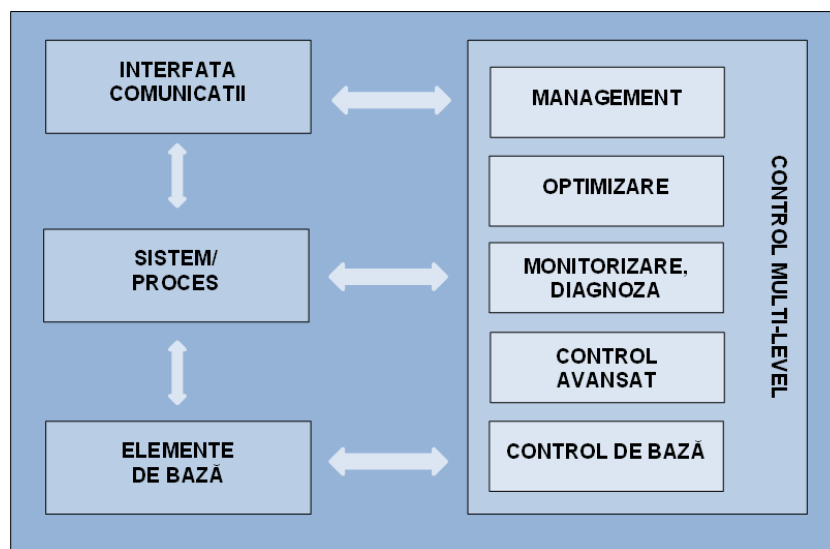 INTERFATA
COMUNICATII
SISTEM/
PROCES
ELEMENTE
DE BAZĂ
MANAGEMENT
OPTIMIZARE
MONITORIZARE,
DIAGNOZA
CONTROL
AVANSAT
CONTROL DE BAZĂ
CONTROL MULTI-LEVEL